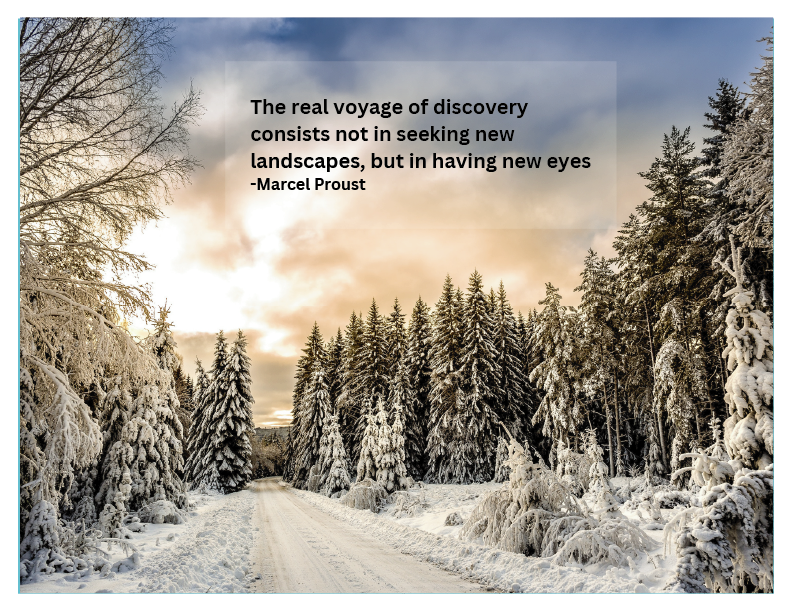 The real voyage of discovery
consists not in seeking new
landscapes, but in having new eyes
-Marcel Proust